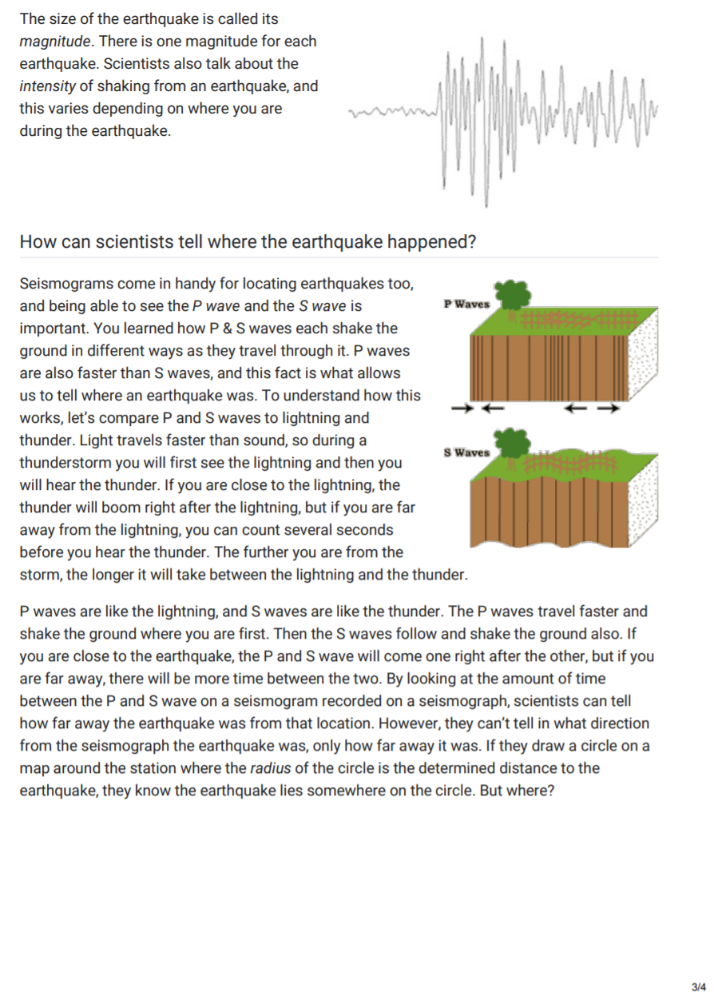 The size of the earthquake is called its
magnitude. There is one magnitude for each
earthquake. Scientists also talk about the
intensity of shaking from an earthquake, and
this varies depending on where you are
during the earthquake.
How can scientists tell where the earthquake happened?
Seismograms come in handy for locating earthquakes too,
and being able to see the P wave and the S wave is
important. You learned how P & S waves each shake the
ground in different ways as they travel through it. P waves
are also faster than S waves, and this fact is what allows
us to tell where an earthquake was. To understand how this
works, let's compare P and S waves to lightning and
thunder. Light travels faster than sound, so during a
thunderstorm you will first see the lightning and then you
will hear the thunder. If you are close to the lightning, the
thunder will boom right after the lightning, but if you are far
away from the lightning, you can count several seconds
before you hear the thunder. The further you are from the
storm, the longer it will take between the lightning and the thunder.
P Waves
S Waves
P waves are like the lightning, and S waves are like the thunder. The P waves travel faster and
shake the ground where you are first. Then the S waves follow and shake the ground also. If
you are close to the earthquake, the P and S wave will come one right after the other, but if you
are far away, there will be more time between the two. By looking at the amount of time
between the P and S wave on a seismogram recorded on a seismograph, scientists can tell
how far away the earthquake was from that location. However, they can't tell in what direction
from the seismograph the earthquake was, only how far away it was. If they draw a circle on a
map around the station where the radius of the circle is the determined distance to the
earthquake, they know the earthquake lies somewhere on the circle. But where?
3/4